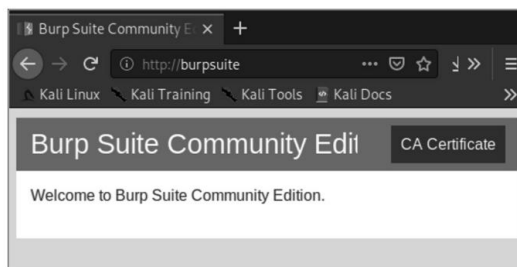 Burp Suite Community E
http://burpsuite
Kali Linux Kali Training Kali Tools Kali Docs
Burp Suite Community Edit
CA Certificate
Welcome to Burp Suite Community Edition.